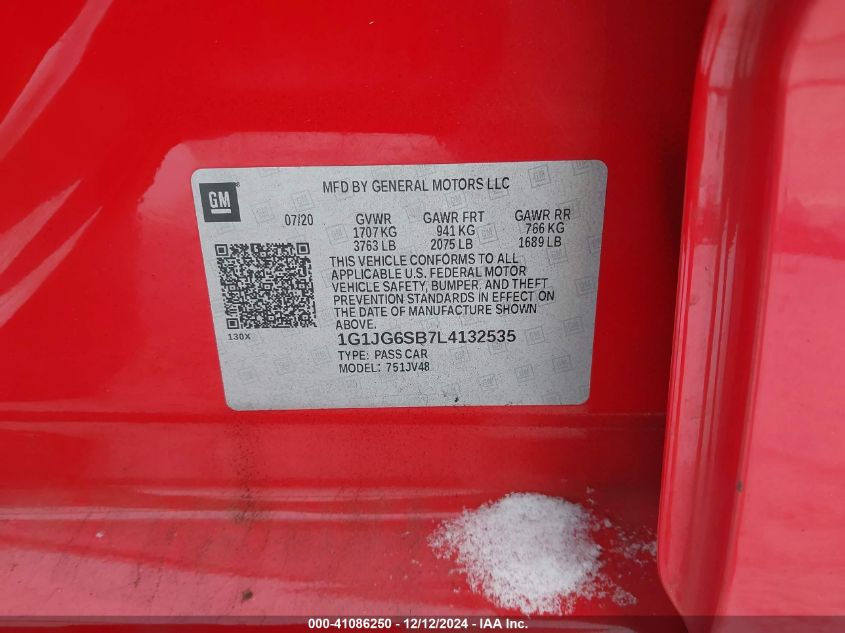 MFD BY GENERAL MOTORS LLC
GM
07/20 GVWR GAWR FRT GAWR RR
1707 KG 941 KG 766 KG
3763 LB 2075 LB 1689 LB
THIS VEHICLE CONFORMS TO ALL
APPLICABLE U.S. FEDERAL MOTOR
VEHICLE SAFETY, BUMPER, AND THEFT
PREVENTION STANDARDS IN EFFECT ON
THE DATE OF MANUFACTURE SHOWN
ABOVE.
130X
1G1JG6SB7L4132535
TYPE: PASS CAR
MODEL: 751JV48
000-41086250 - 12/12/2024 - IAA Inc.